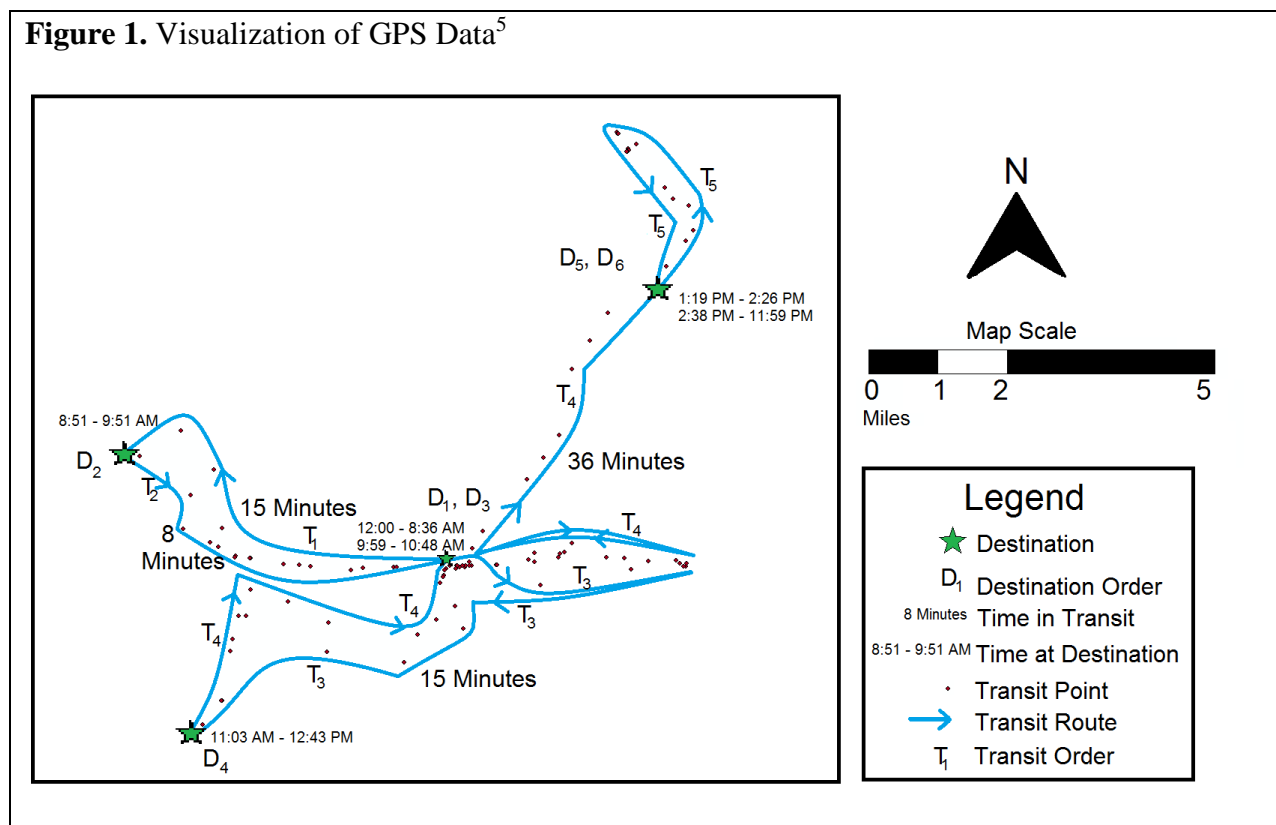 Figure 1. Visualization of GPS Data5
T5
T5
D5, D6
1:19 PM - 2:26 PM
2:38 PM - 11:59 PM
T4
36 Minutes
8:51 - 9:51 AM
D2
T2
15 Minutes
T1
8
Minutes
D1, D3
12:00 - 8:36 AM
9:59 - 10:48 AM
T4
T3
T3
T4
T4
T3
15 Minutes
11:03 AM - 12:43 PM
D4
N
Map Scale
0 1 2 5
Miles
Legend
Destination
D1 Destination Order
8 Minutes Time in Transit
8:51 - 9:51 AM Time at Destination
Transit Point
Transit Route
T1 Transit Order